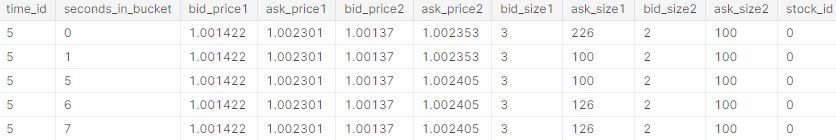 time_id seconds_in_bucket bid_price1 ask_price1 bid_price2 ask_price2 bid_size1 ask_size1 bid_size2 ask_size2 stock_id
5 0 1.001422 1.002301 1.00137 1.002353 3 226 2 100 0
5 1 1.001422 1.002301 1.00137 1.002353 3 100 2 100 0
5 5 1.001422 1.002301 1.00137 1.002405 3 100 2 100 0
5 6 1.001422 1.002301 1.00137 1.002405 3 126 2 100 0
5 7 1.001422 1.002301 1.00137 1.002405 3 126 2 100 0